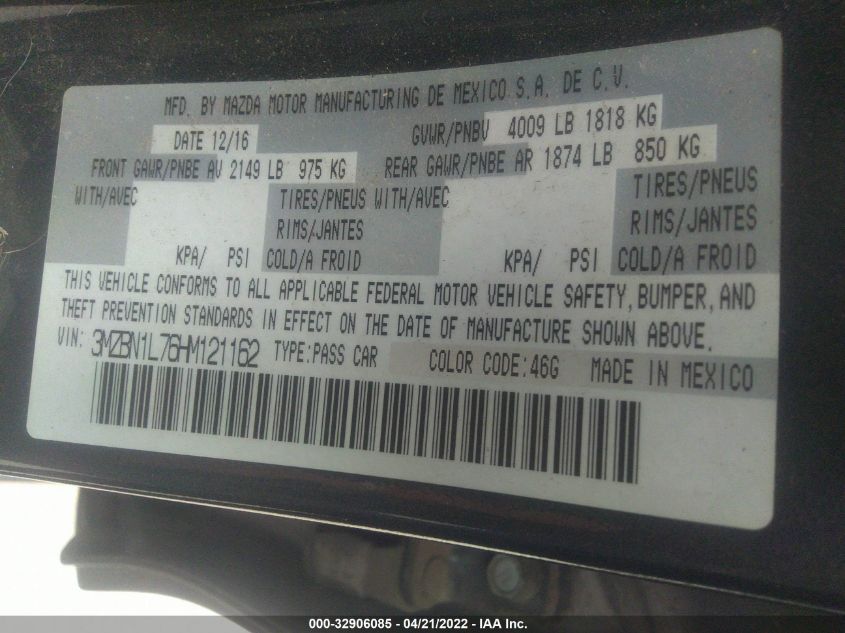 MFD. BY MAZDA MOTOR MANUFACTURING DE MEXICO S.A. DE C.V.
DATE 12/16 GVWR/PNBV 4009 LB 1818 KG
FRONT GAWR/PNBE AV 2149 LB 975 KG REAR GAWR/PNBE AR 1874 LB 850 KG
WITH/AVEC TIRES/PNEUS WITH/AVEC TIRES/PNEUS
RIMS/JANTES RIMS/JANTES
KPA/ PSI COLD/A FROID KPA/ PSI COLD/A FROID
THIS VEHICLE CONFORMS TO ALL APPLICABLE FEDERAL MOTOR VEHICLE SAFETY, BUMPER, AND
THEFT PREVENTION STANDARDS IN EFFECT ON THE DATE OF MANUFACTURE SHOWN ABOVE.
VIN: 3MZBN1L76HM121162 TYPE:PASS CAR COLOR CODE:46G MADE IN MEXICO
000-32906085 - 04/21/2022 - IAA Inc.